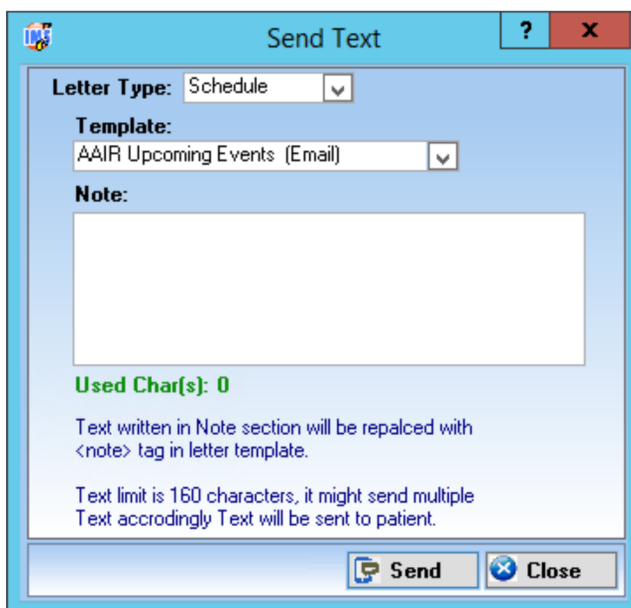 IMS
Send Text
?
x
Letter Type: Schedule
Template:
AAIR Upcoming Events (Email)
Note:
Used Char(s): 0
Text written in Note section will be repalced with
<note> tag in letter template.
Text limit is 160 characters, it might send multiple
Text accrodingly Text will be sent to patient.
Send
Close